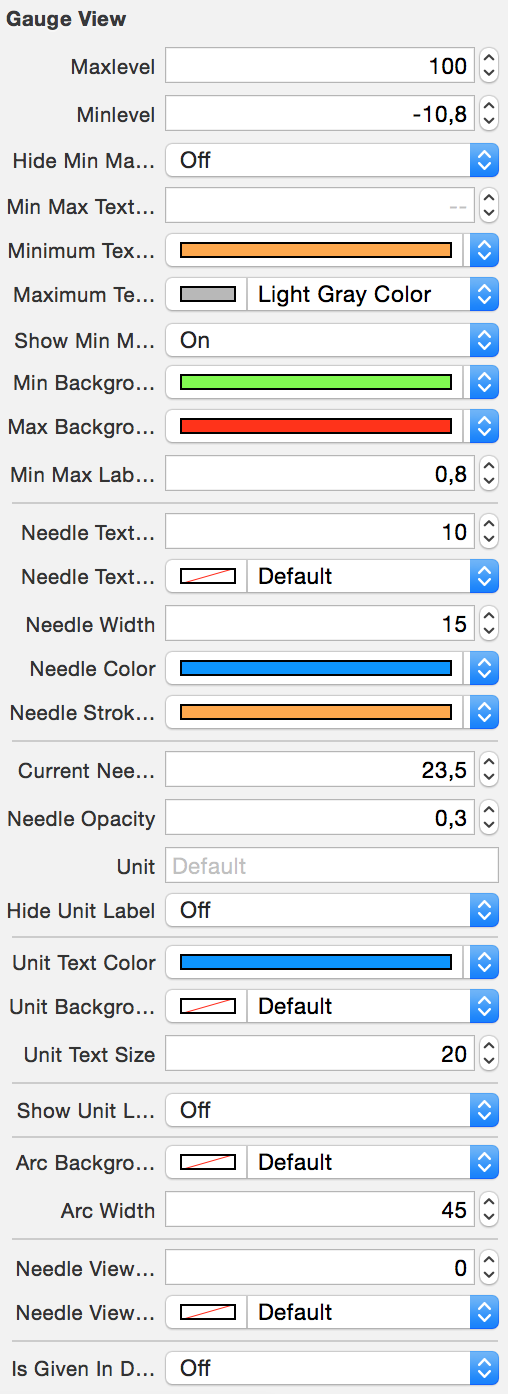 Gauge View
Maxlevel 100
Minlevel -10,8
Hide Min Ma... Off
Min Max Text... --
Minimum Tex...
Maximum Te... Light Gray Color
Show Min M... On
Min Backgro...
Max Backgro...
Min Max Lab... 0,8
Needle Text... 10
Needle Text... Default
Needle Width 15
Needle Color
Needle Strok...
Current Nee... 23,5
Needle Opacity 0,3
Unit Default
Hide Unit Label Off
Unit Text Color
Unit Backgro... Default
Unit Text Size 20
Show Unit L... Off
Arc Backgro... Default
Arc Width 45
Needle View... 0
Needle View... Default
Is Given In D... Off